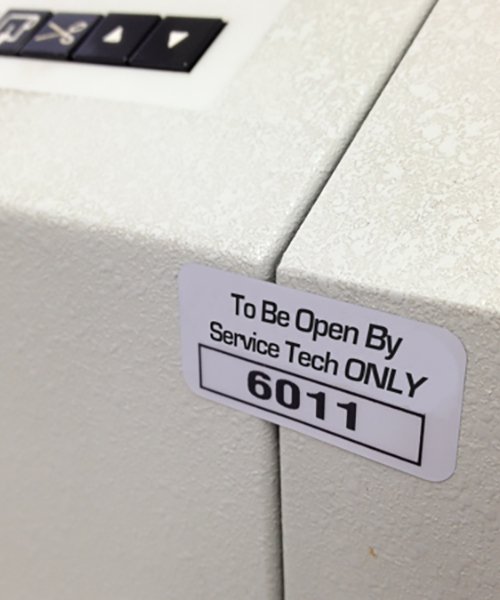 To Be Open By
Service Tech ONLY
6011